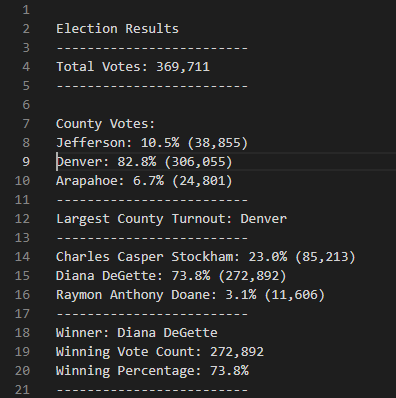 1
2 Election Results
3 -------------------------
4 Total Votes: 369,711
5 -------------------------
6
7 County Votes:
8 Jefferson: 10.5% (38,855)
9 Denver: 82.8% (306,055)
10 Arapahoe: 6.7% (24,801)
11 -------------------------
12 Largest County Turnout: Denver
13 -------------------------
14 Charles Casper Stockham: 23.0% (85,213)
15 Diana DeGette: 73.8% (272,892)
16 Raymon Anthony Doane: 3.1% (11,606)
17 -------------------------
18 Winner: Diana DeGette
19 Winning Vote Count: 272,892
20 Winning Percentage: 73.8%
21 -------------------------